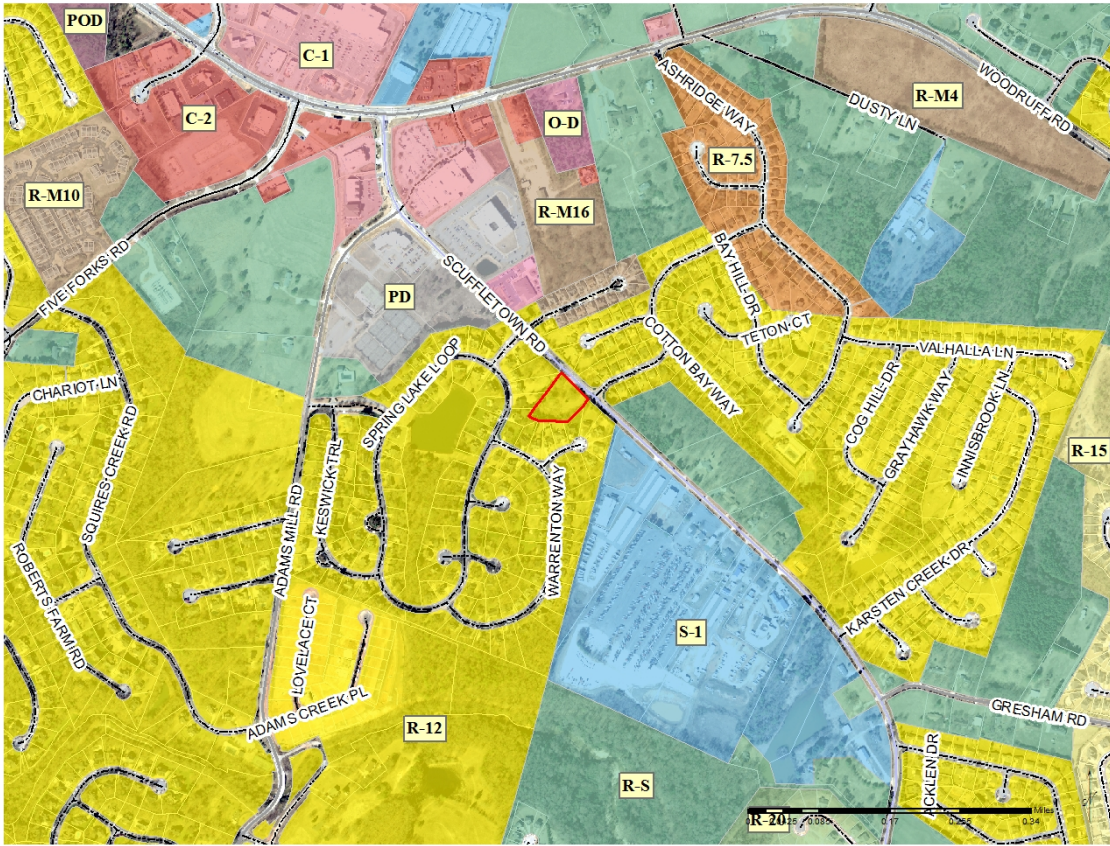 POD
C-1
WOODRUFF RD
R-M4
ASHRIDGE WAY
DUSTY LN
C-2
O-D
R-7.5
R-M10
R-M16
FIVE FORKS RD
SCUFFLETOWN RD
BAY HILL DR
PD
TETON CT
COTTON BAY WAY
VALHALLA LN
CHARIOT LN
SPRING LAKE LOOP
COG HILL DR
GRAYHAWK WAY
INNISBROOK LN
R-15
SQUIRES CREEK RD
KESWICK TRL
ADAMS MILL RD
WARRENTON WAY
ROBERTS FARM RD
KARSTEN CREEK DR
LOVELACE CT
S-1
ADAMS CREEK PL
GRESHAM RD
R-12
ACKLEN DR
R-S
R-20
Miles
0.085
0.17
0.255
0.34